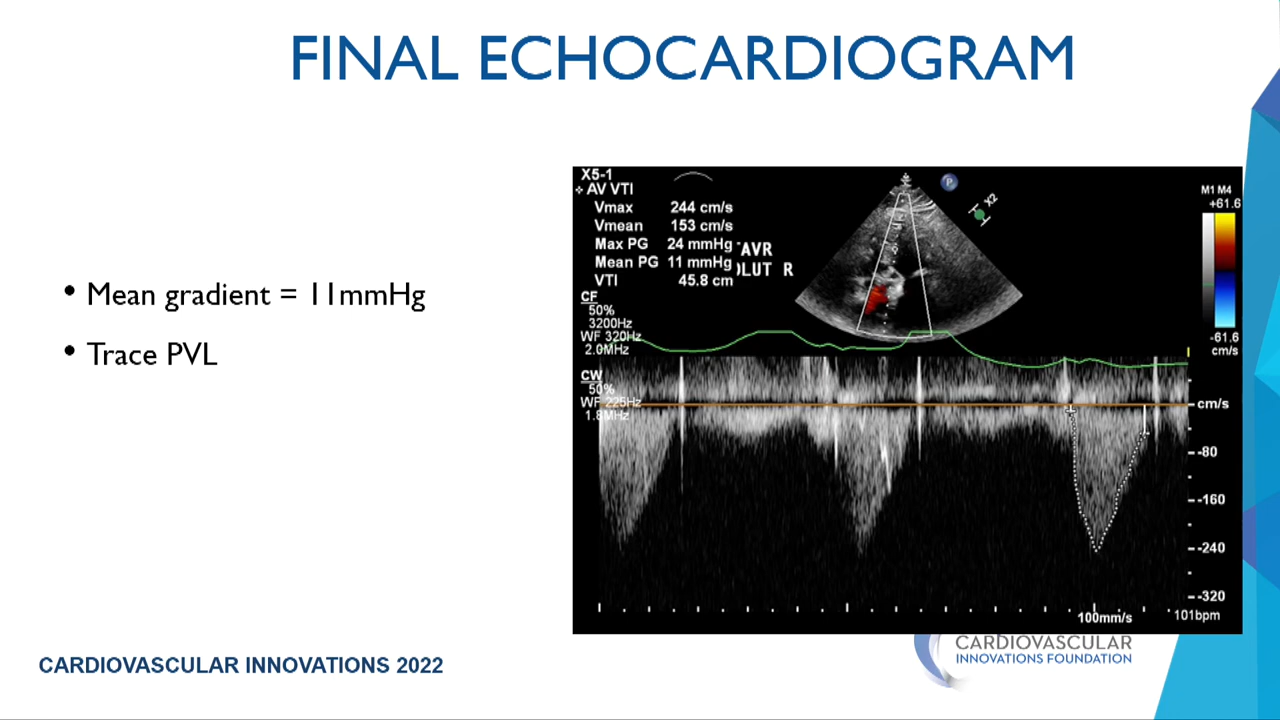 FINAL ECHOCARDIOGRAM
• Mean gradient = 11mmHg
• Trace PVL
X5-1
AV VTI
Vmax 244 cm/s
Vmean 153 cm/s
Max PG 24 mmHg
Mean PG 11 mmHg
VTI 45.8 cm
AVR
LUT R
CF
50%
3200Hz
WF 320Hz
2.0MHz
CW
50%
WF 225Hz
1.8MHz
P
X2
M1 M4
+61.6
-61.6
cm/s
cm/s
-80
-160
-240
-320
100mm/s
101bpm
CARDIOVASCULAR
INNOVATIONS FOUNDATION
CARDIOVASCULAR INNOVATIONS 2022